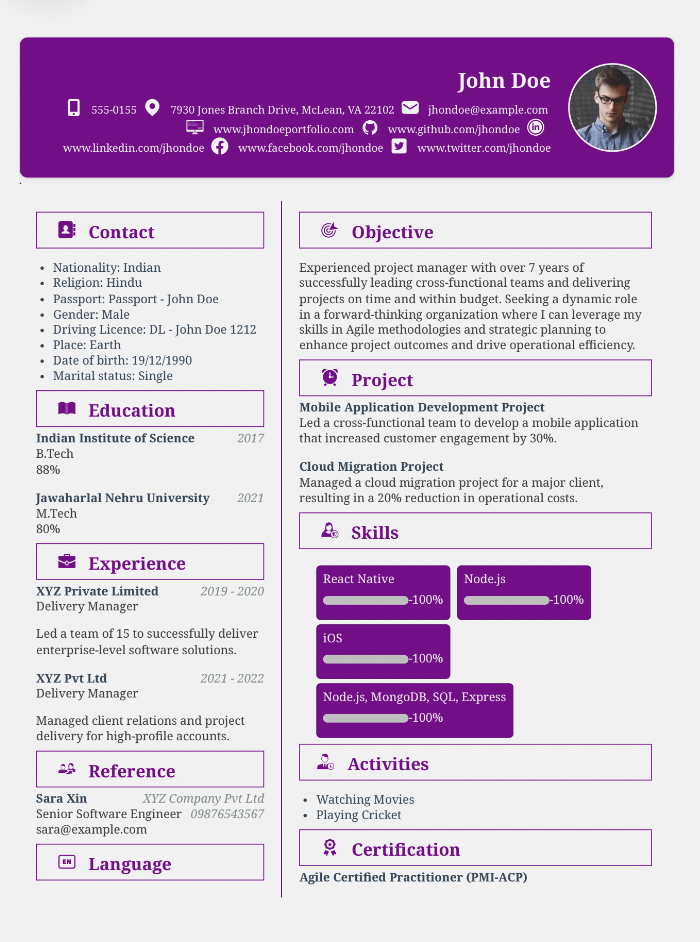 John Doe
555-0155 7930 Jones Branch Drive, McLean, VA 22102 jhondoe@example.com
www.jhondoeportfolio.com www.github.com/jhondoe
www.linkedin.com/jhondoe www.facebook.com/jhondoe www.twitter.com/jhondoe
.
Contact
Nationality: Indian
Religion: Hindu
Passport: Passport - John Doe
Gender: Male
Driving Licence: DL - John Doe 1212
Place: Earth
Date of birth: 19/12/1990
Marital status: Single
Education
Indian Institute of Science 2017
B.Tech
88%
Jawaharlal Nehru University 2021
M.Tech
80%
Experience
XYZ Private Limited 2019 - 2020
Delivery Manager
Led a team of 15 to successfully deliver
enterprise-level software solutions.
XYZ Pvt Ltd 2021 - 2022
Delivery Manager
Managed client relations and project
delivery for high-profile accounts.
Reference
Sara Xin XYZ Company Pvt Ltd
Senior Software Engineer 09876543567
sara@example.com
EN Language
Objective
Experienced project manager with over 7 years of
successfully leading cross-functional teams and delivering
projects on time and within budget. Seeking a dynamic role
in a forward-thinking organization where I can leverage my
skills in Agile methodologies and strategic planning to
enhance project outcomes and drive operational efficiency.
Project
Mobile Application Development Project
Led a cross-functional team to develop a mobile application
that increased customer engagement by 30%.
Cloud Migration Project
Managed a cloud migration project for a major client,
resulting in a 20% reduction in operational costs.
Skills
React Native
-100%
Node.js
-100%
iOS
-100%
Node.js, MongoDB, SQL, Express
-100%
Activities
Watching Movies
Playing Cricket
Certification
Agile Certified Practitioner (PMI-ACP)